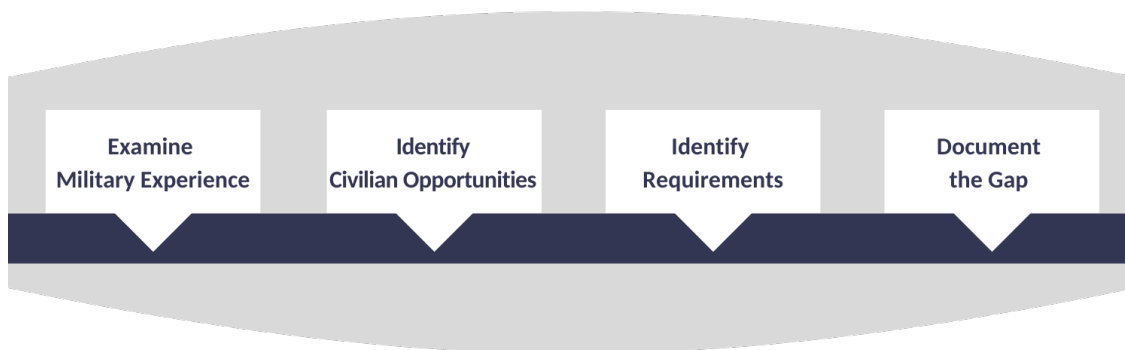 Examine
Military Experience
Identify
Civilian Opportunities
Identify
Requirements
Document
the Gap